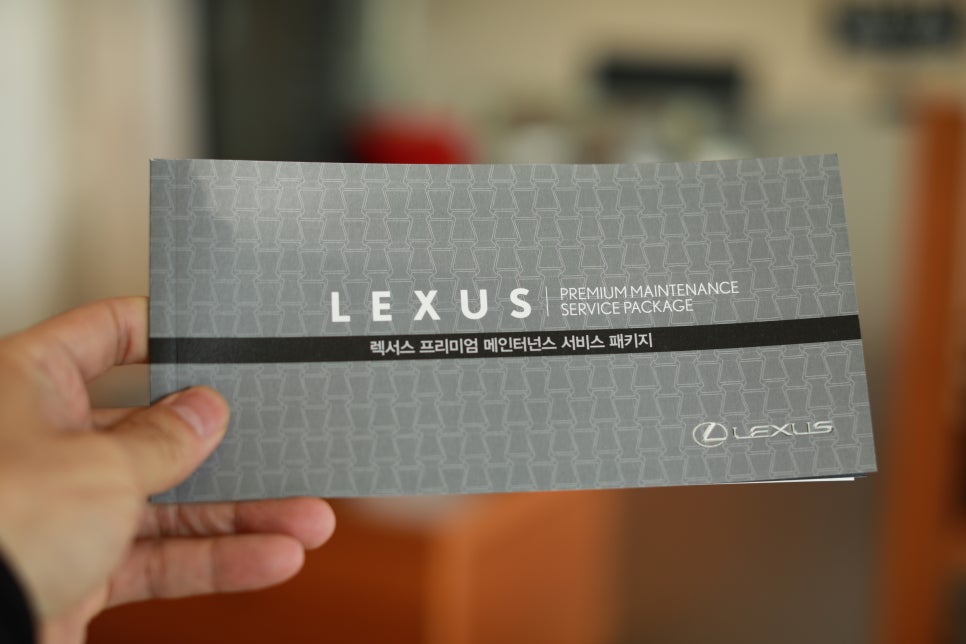 LEXUS
PREMIUM MAINTENANCE
SERVICE PACKAGE
렉서스 프리미엄 메인터넌스 서비스 패키지
LEXUS